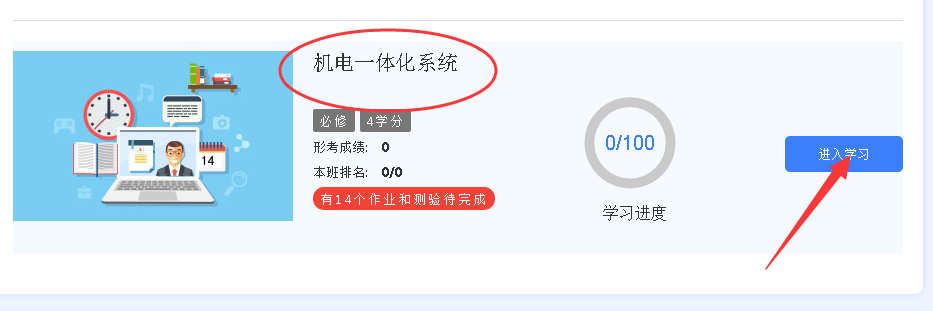 机电一体化系统
必修 4学分
形考成绩: 0
本班排名: 0/0
有14个作业和测验待完成
14
0/100
学习进度
进入学习